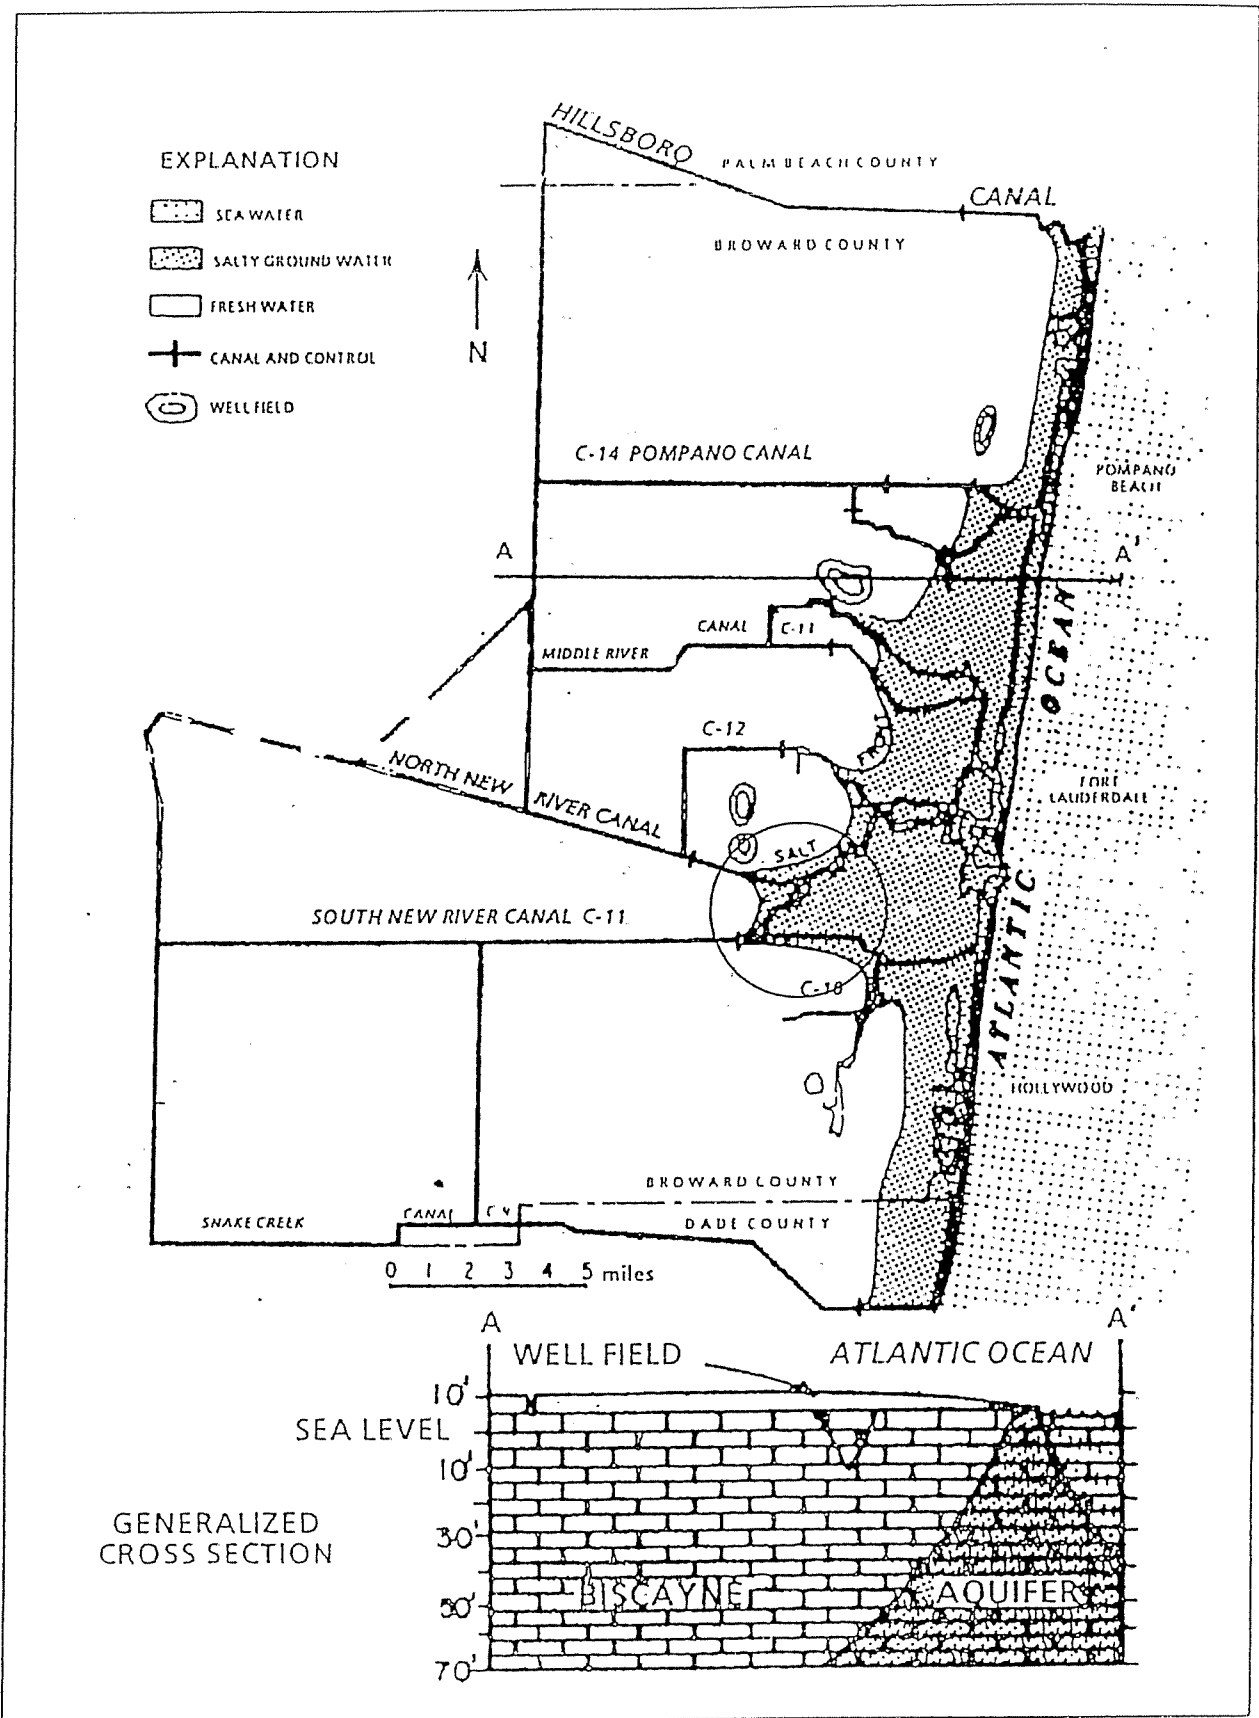 HILLSBORO
PALM BEACH COUNTY
CANAL
BROWARD COUNTY
EXPLANATION
SEA WATER
SALTY GROUND WATER
FRESH WATER
CANAL AND CONTROL
WELL FIELD
N
C-14 POMPANO CANAL
POMPANO
BEACH
A
A'
CANAL
C-11
MIDDLE RIVER
C-12
FRONT
NORTH NEW
RIVER CANAL
SALT
FORT
LAUDERDALE
ATLANTIC
OCEAN
SOUTH NEW RIVER CANAL C-11
C-18
HOLLYWOOD
BROWARD COUNTY
DADE COUNTY
SNAKE CREEK
CANAL
C-9
0 1 2 3 4 5 miles
A
A'
WELL FIELD
ATLANTIC OCEAN
10'
SEA LEVEL
10'
30'
50'
70'
GENERALIZED
CROSS SECTION
BISCAYNE
AQUIFER